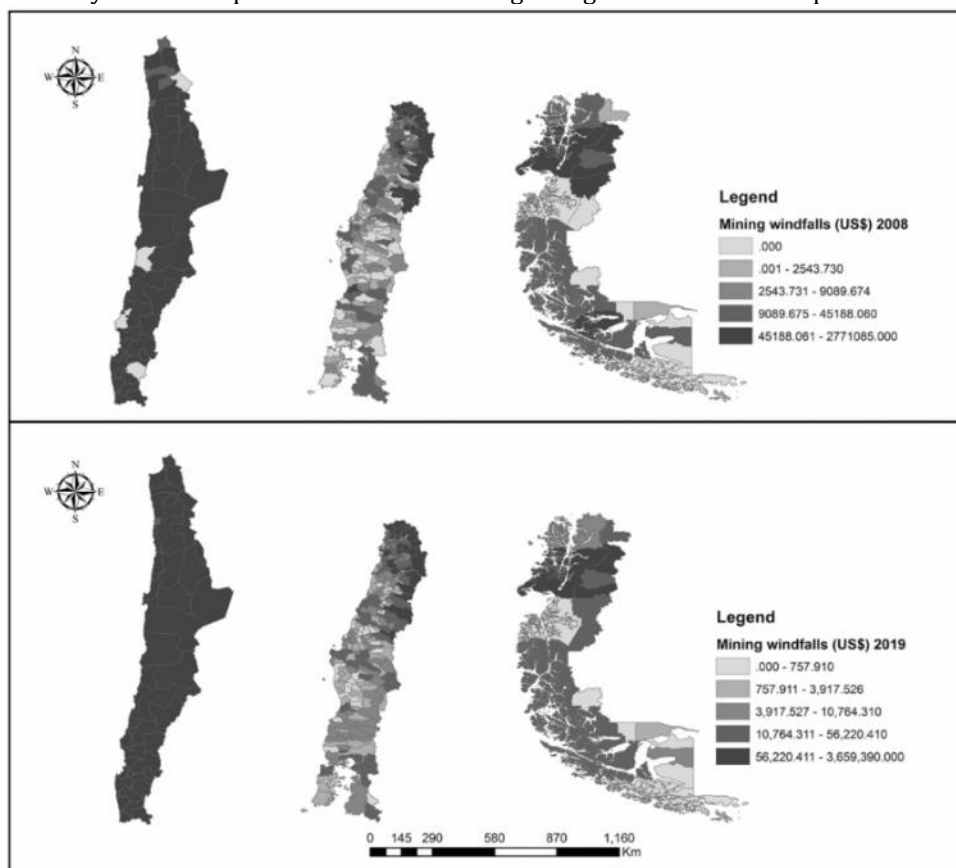 N
W E
S
Legend
Mining windfalls (US$) 2008
.000
.001 - 2543.730
2543.731 - 9089.674
9089.675 - 45188.060
45188.061 - 2771085.000
N
W E
S
Legend
Mining windfalls (US$) 2019
.000 - 757.910
757.911 - 3,917.526
3,917.527 - 10,764.310
10,764.311 - 56,220.410
56,220.411 - 3,659,390.000
0 145 290 580 870 1,160
Km